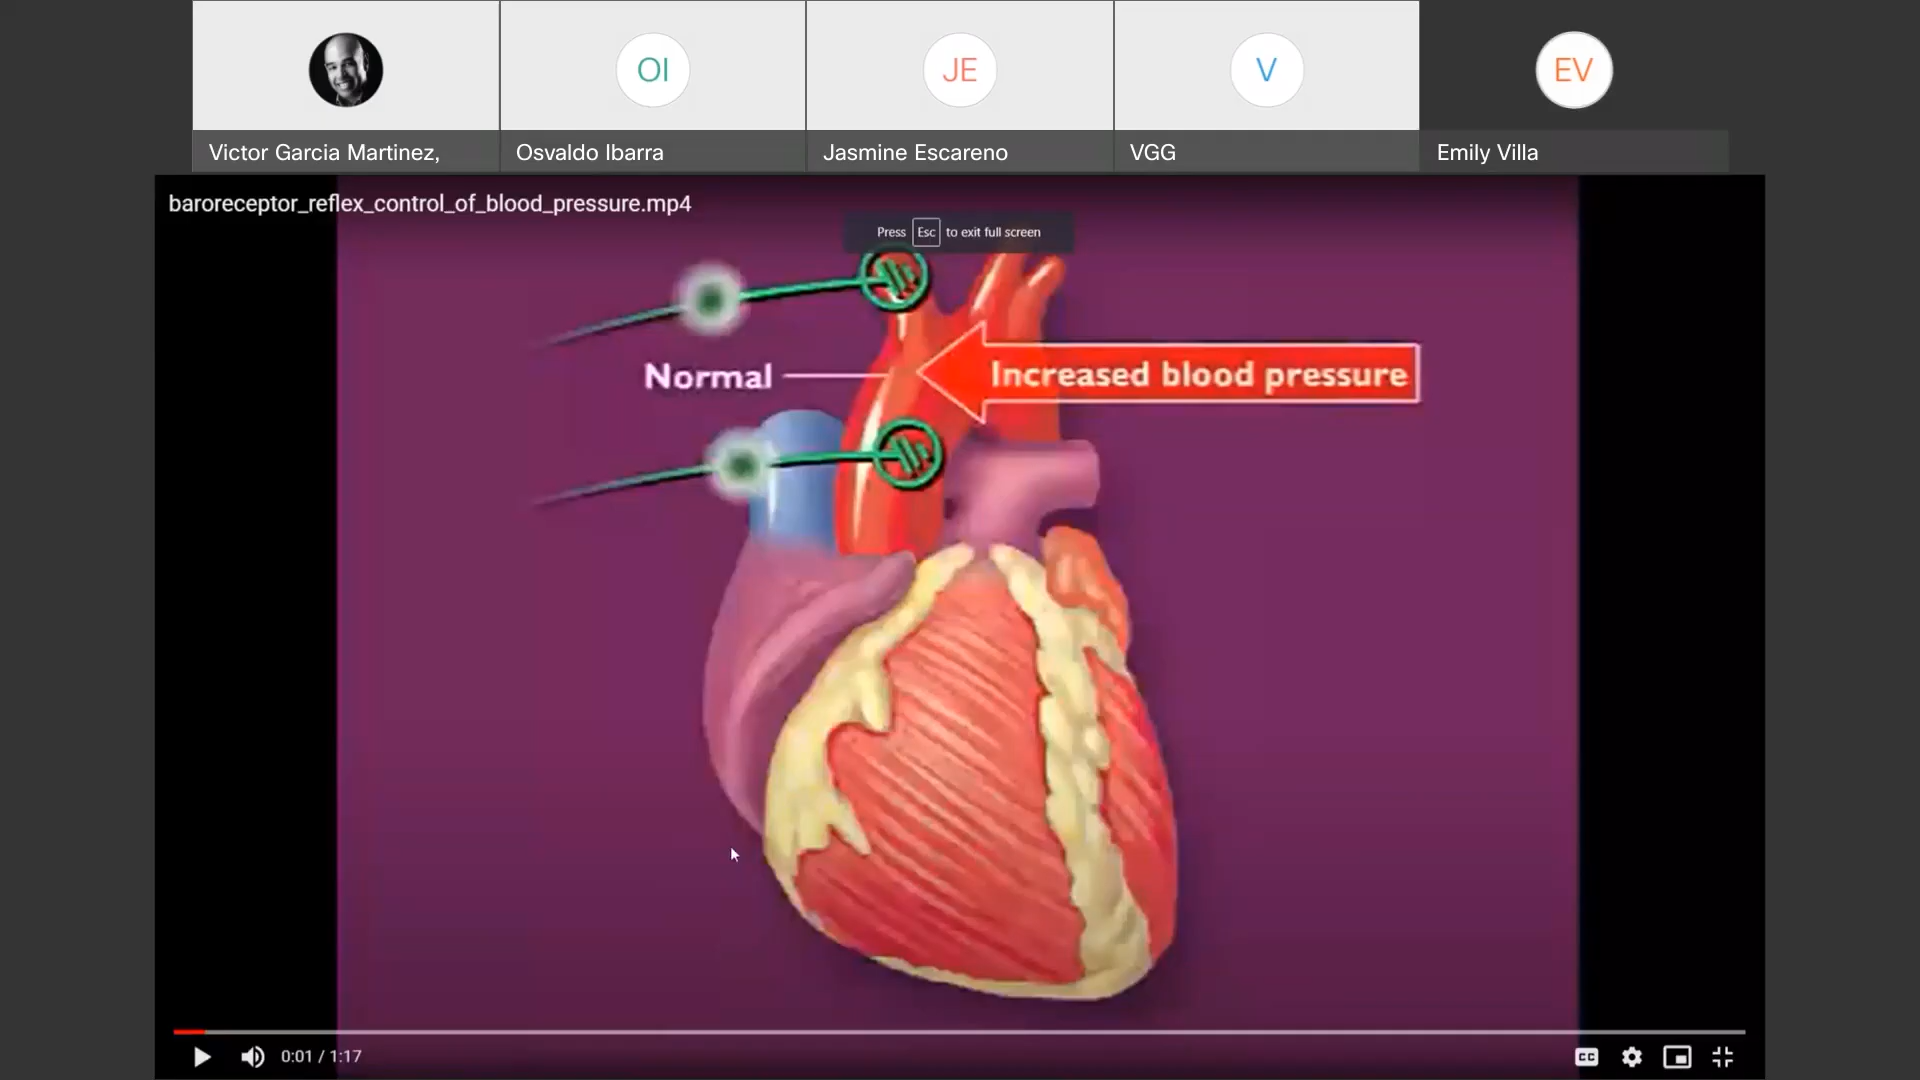 OI
JE
V
EV
Victor Garcia Martinez,
Osvaldo Ibarra
Jasmine Escareno
VGG
Emily Villa
baroreceptor_reflex_control_of_blood_pressure.mp4
Press Esc to exit full screen
Normal
Increased blood pressure
0:01 / 1:17
CC